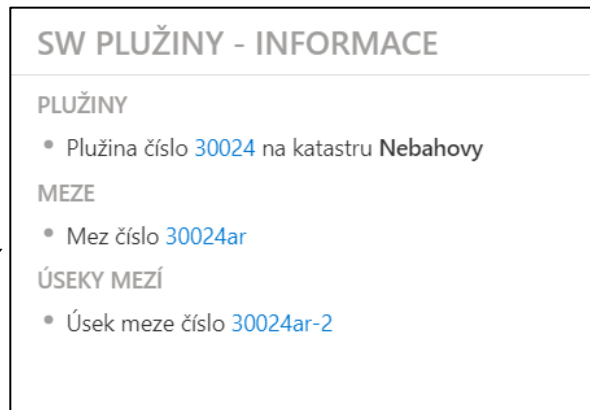 SW PLUŽINY - INFORMACE
PLUŽINY
• Plužina číslo 30024 na katastru Nebahovy
MEZE
• Mez číslo 30024ar
ÚSEKY MEZÍ
• Úsek meze číslo 30024ar-2